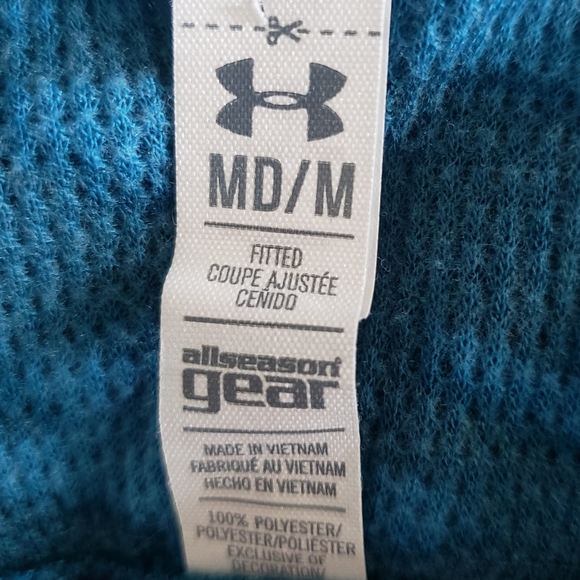 MD/M
FITTED
COUPE AJUSTÉE
CEÑIDO
allseason
gear
MADE IN VIETNAM
FABRIQUÉ AU VIETNAM
HECHO EN VIETNAM
100% POLYESTER/
POLYESTER/POLIÉSTER
EXCLUSIVE OF
DECORATION/